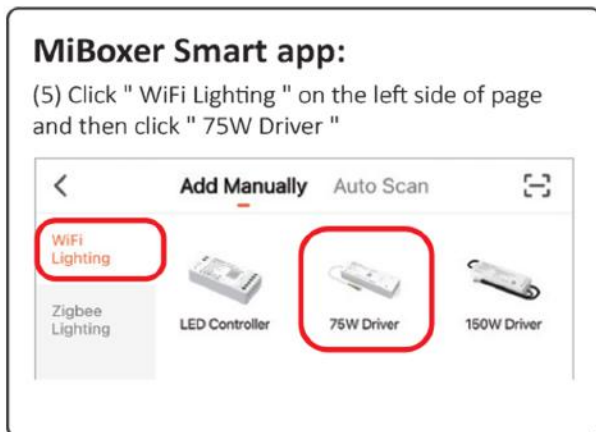 MiBoxer Smart app:
(5) Click " WiFi Lighting " on the left side of page
and then click " 75W Driver "
Add Manually Auto Scan
WiFi
Lighting
Zigbee
Lighting
LED Controller 75W Driver 150W Driver